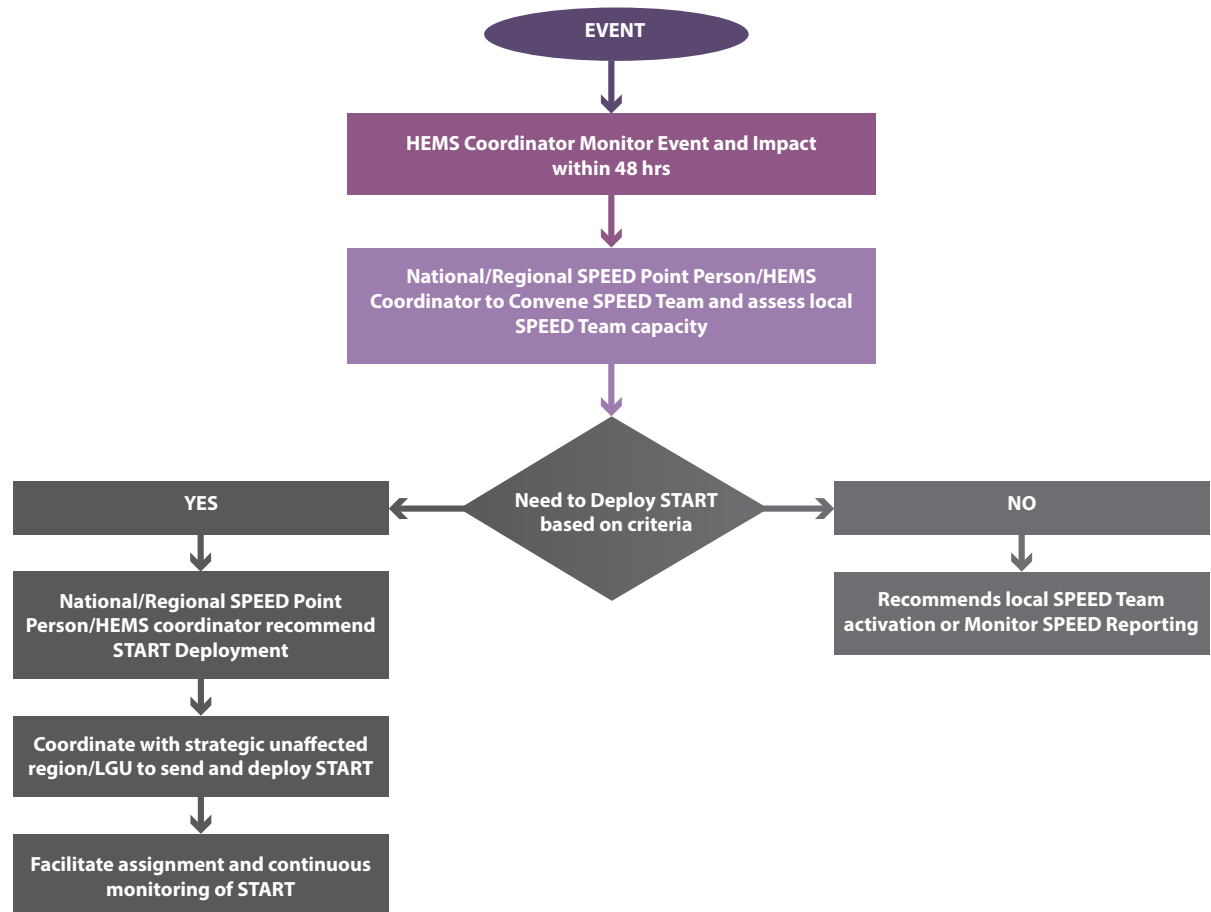 EVENT
HEMS Coordinator Monitor Event and Impact
within 48 hrs
National/Regional SPEED Point Person/HEMS
Coordinator to Convene SPEED Team and assess local
SPEED Team capacity
Need to Deploy START
based on criteria
YES
National/Regional SPEED Point
Person/HEMS coordinator recommend
START Deployment
Coordinate with strategic unaffected
region/LGU to send and deploy START
Facilitate assignment and continuous
monitoring of START
NO
Recommends local SPEED Team
activation or Monitor SPEED Reporting